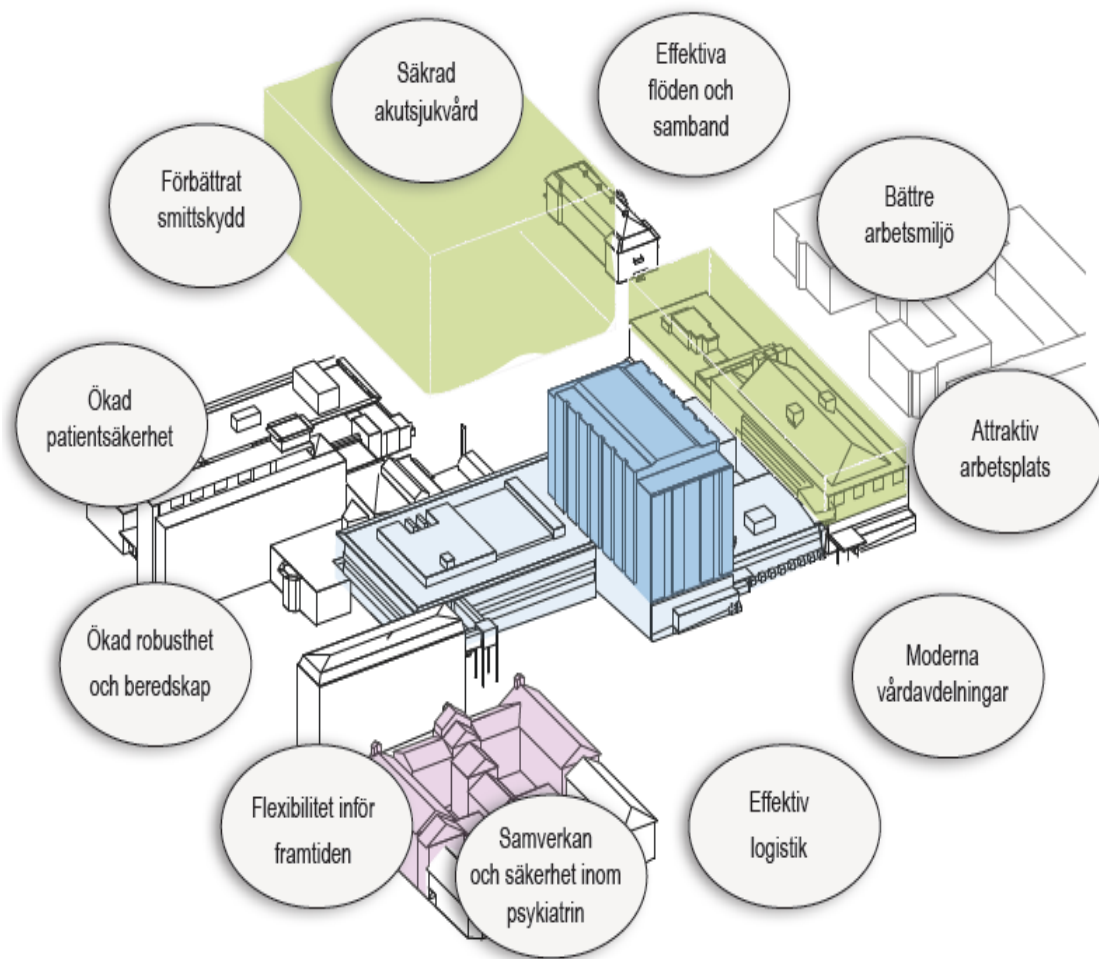 Säkrad
akutsjukvård
Effektiva
flöden och
samband
Förbättrat
smittskydd
Bättre
arbetsmiljö
Ökad
patientsäkerhet
Attraktiv
arbetsplats
Ökad robusthet
och beredskap
Moderna
vårdavdelningar
Flexibilitet inför
framtiden
Samverkan
och säkerhet inom
psykiatrin
Effektiv
logistik